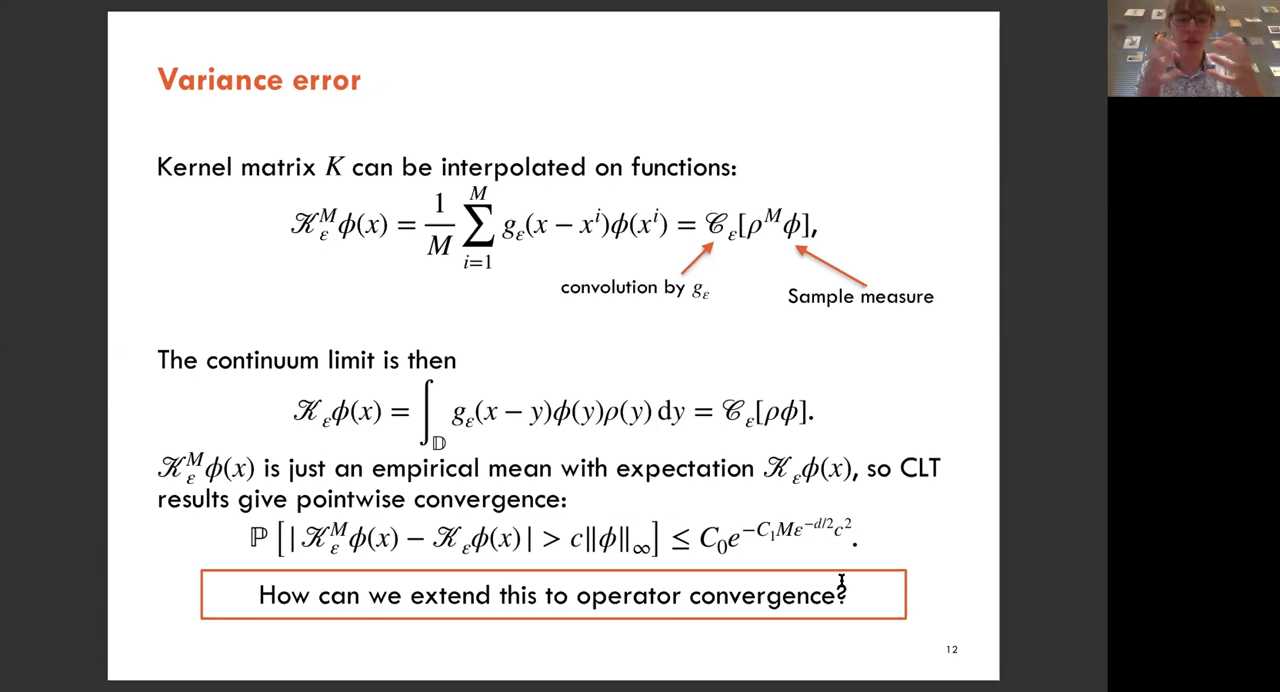 Variance error
Kernel matrix K can be interpolated on functions:
𝒦_ε^M ϕ(x) = \frac{1}{M} \sum_{i=1}^{M} g_ε(x − x^i)ϕ(x^i) = 𝒞_ε[ρ^M ϕ],
convolution by g_ε
Sample measure
The continuum limit is then
𝒦_ε ϕ(x) = ∫_𝔻 g_ε(x − y)ϕ(y)ρ(y) dy = 𝒞_ε[ρϕ].
𝒦_ε^M ϕ(x) is just an empirical mean with expectation 𝒦_ε ϕ(x), so CLT
results give pointwise convergence:
ℙ [| 𝒦_ε^M ϕ(x) − 𝒦_ε ϕ(x) | > c‖ϕ‖_∞] ≤ C_0 e^{−C_1 M ε^{−d/2} c^2}.
How can we extend this to operator convergence?
12